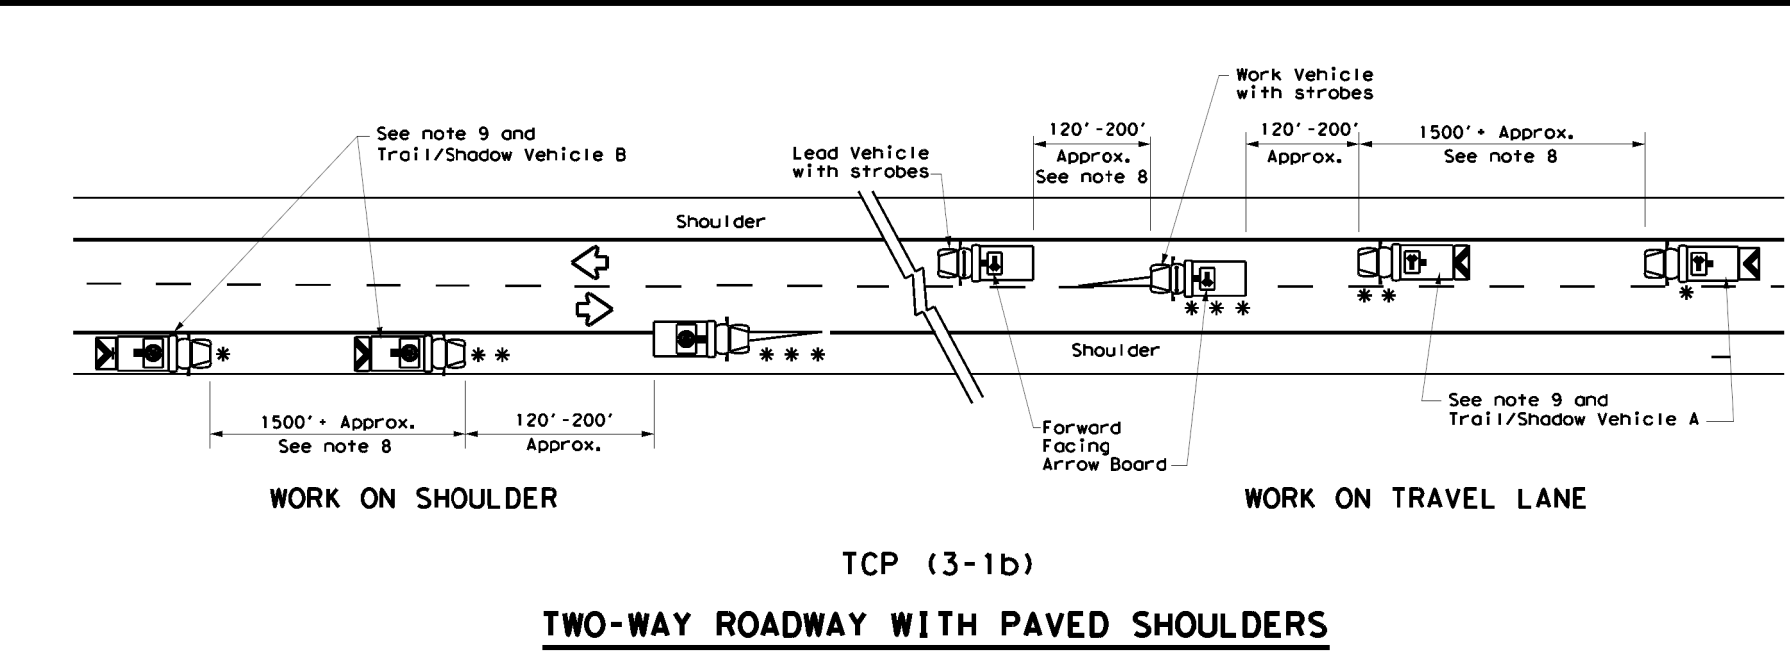 Work Vehicle
with strobes
See note 9 and
Trail/Shadow Vehicle B
120'-200'
Approx.
See note 8
120'-200'
Approx.
1500'+ Approx.
See note 8
Lead Vehicle
with strobes
Shoulder
* * *
* *
*
*
* *
* * *
Shoulder
See note 9 and
Trail/Shadow Vehicle A
1500'+ Approx.
See note 8
120'-200'
Approx.
Forward
Facing
Arrow Board
WORK ON SHOULDER
WORK ON TRAVEL LANE
TCP (3-1b)
TWO-WAY ROADWAY WITH PAVED SHOULDERS